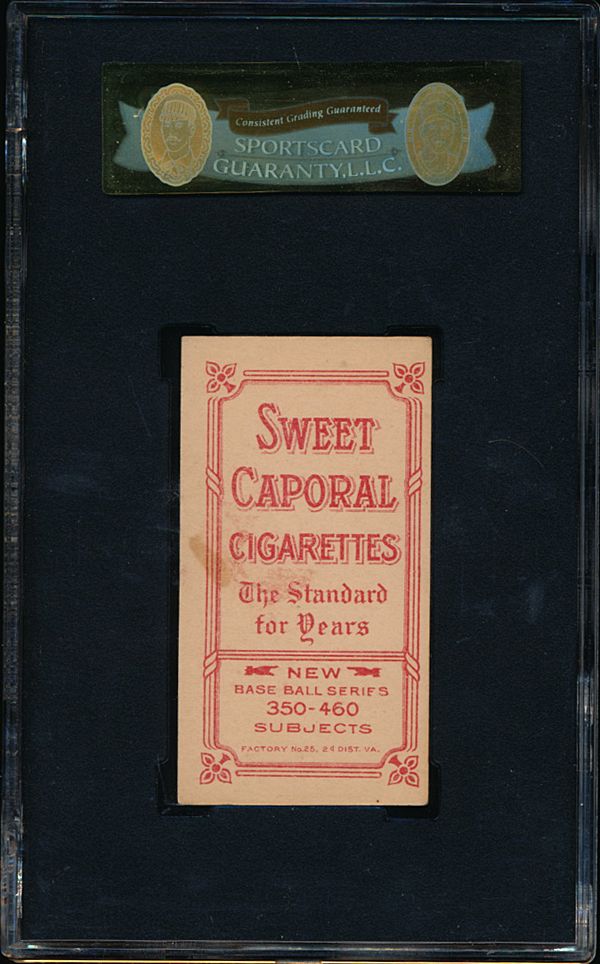 Consistent Grading Guaranteed
SPORTSCARD
GUARANTY, L.L.C.
SWEET
CAPORAL
CIGARETTES
The Standard
for Years
NEW
BASE BALL SERIES
350-460
SUBJECTS
FACTORY No.25, 2d DIST. VA.